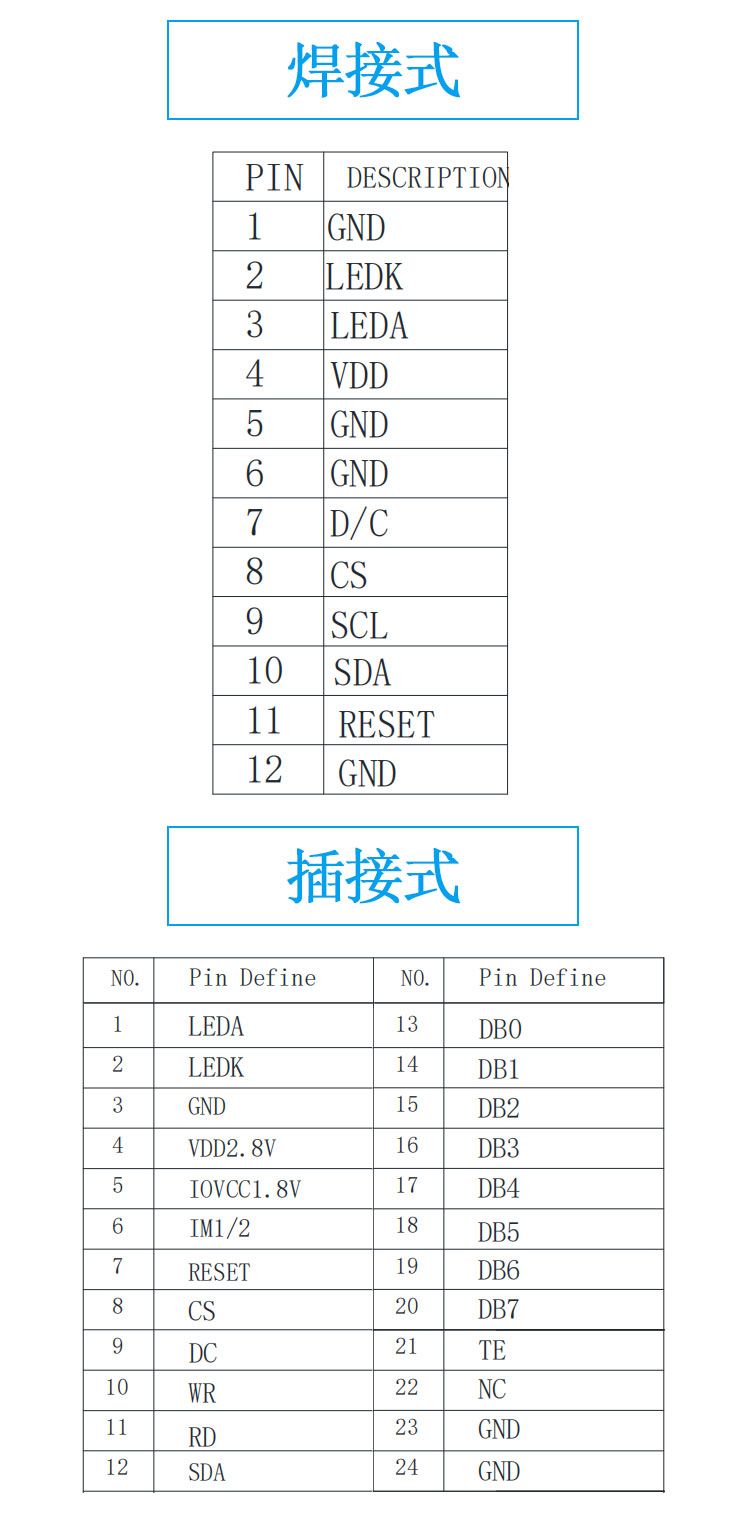 焊接式
PIN DESCRIPTION
1 GND
2 LEDK
3 LEDA
4 VDD
5 GND
6 GND
7 D/C
8 CS
9 SCL
10 SDA
11 RESET
12 GND
插接式
NO. Pin Define NO. Pin Define
1 LEDA 13 DB0
2 LEDK 14 DB1
3 GND 15 DB2
4 VDD2.8V 16 DB3
5 IOVCC1.8V 17 DB4
6 IM1/2 18 DB5
7 RESET 19 DB6
8 CS 20 DB7
9 DC 21 TE
10 WR 22 NC
11 RD 23 GND
12 SDA 24 GND